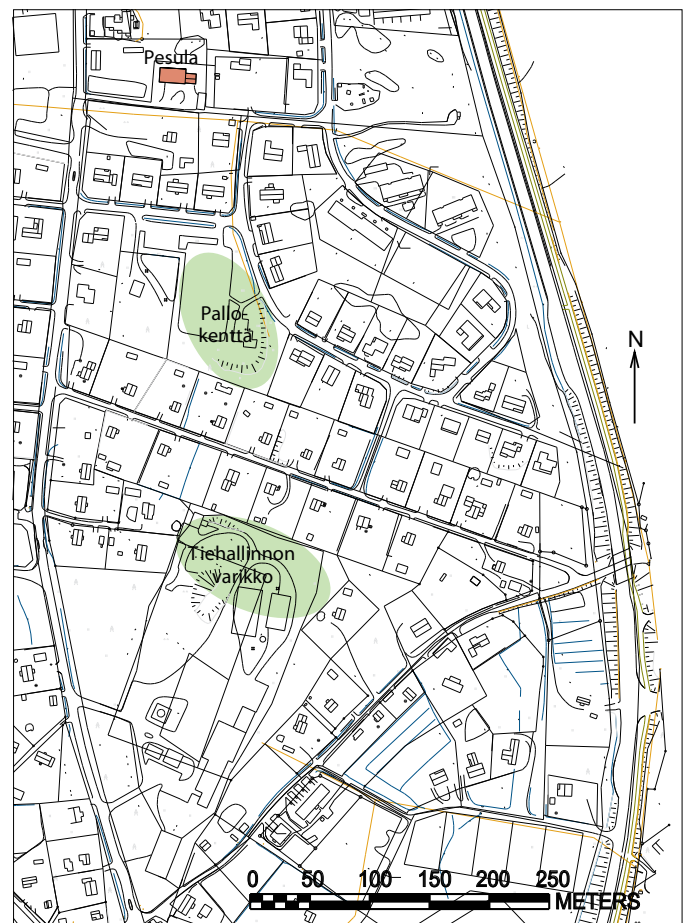 Pesula
Pallo-
kenttä
N
Tiehallinnon
varikko
0 50 100 150 200 250
METERS